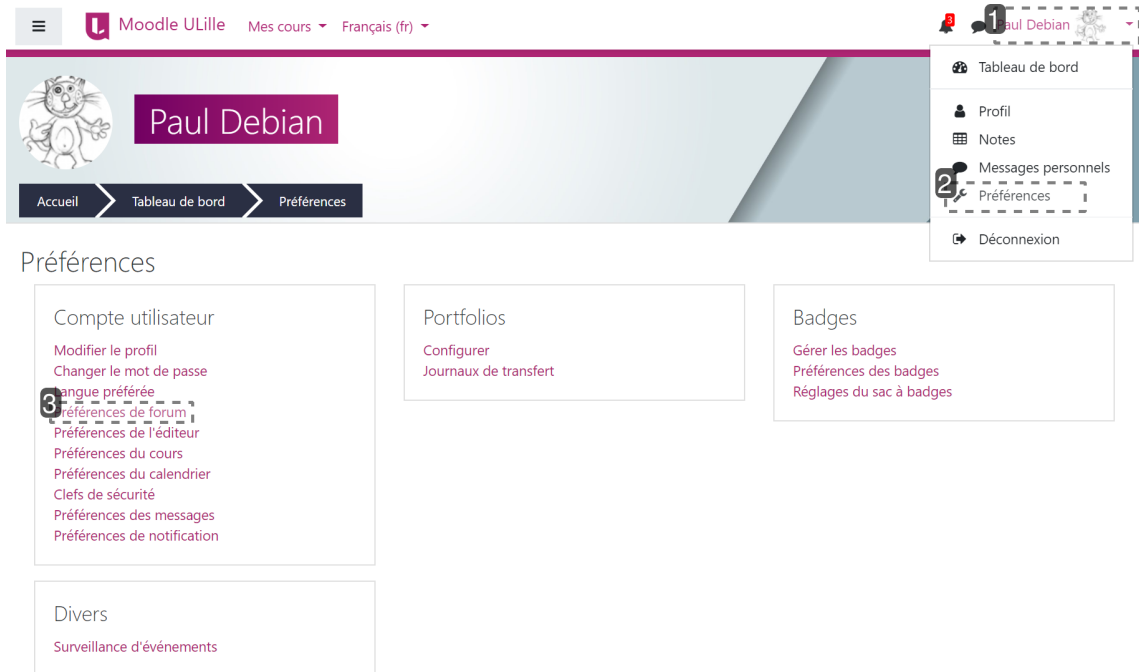 Moodle ULille Mes cours Français (fr) 3 1 Paul Debian
Tableau de bord
Profil
Notes
Messages personnels
2 Préférences
Déconnexion
Paul Debian
Accueil Tableau de bord Préférences
Préférences
Compte utilisateur
Modifier le profil
Changer le mot de passe
Langue préférée
3 Préférences de forum
Préférences de l'éditeur
Préférences du cours
Préférences du calendrier
Clefs de sécurité
Préférences des messages
Préférences de notification
Portfolios
Configurer
Journaux de transfert
Badges
Gérer les badges
Préférences des badges
Réglages du sac à badges
Divers
Surveillance d'événements